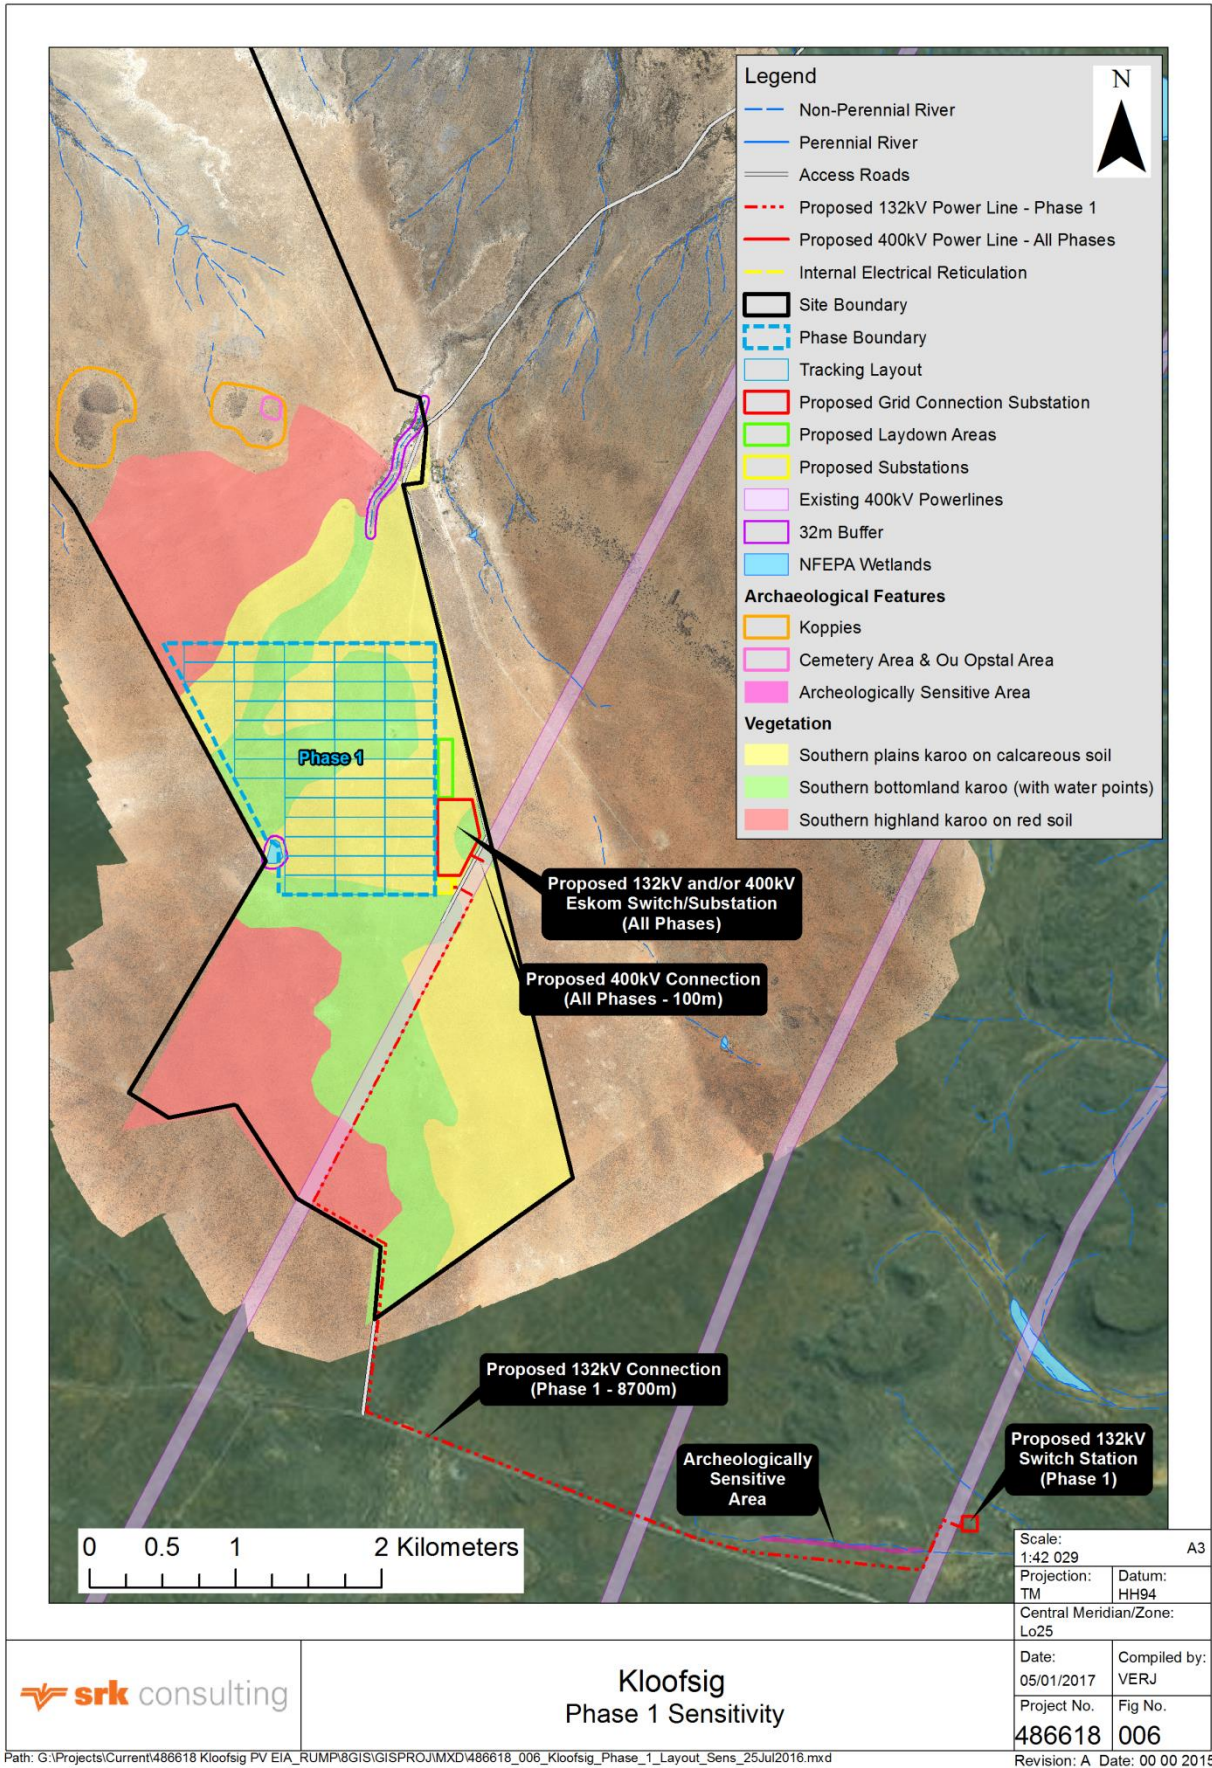 Legend
N
Non-Perennial River
Perennial River
Access Roads
Proposed 132kV Power Line - Phase 1
Proposed 400kV Power Line - All Phases
Internal Electrical Reticulation
Site Boundary
Phase Boundary
Tracking Layout
Proposed Grid Connection Substation
Proposed Laydown Areas
Proposed Substations
Existing 400kV Powerlines
32m Buffer
NFEPA Wetlands
Archaeological Features
Koppies
Cemetery Area & Ou Opstal Area
Archeologically Sensitive Area
Vegetation
Southern plains karoo on calcareous soil
Southern bottomland karoo (with water points)
Southern highland karoo on red soil
Phase 1
Proposed 132kV and/or 400kV
Eskom Switch/Substation
(All Phases)
Proposed 400kV Connection
(All Phases - 100m)
Proposed 132kV Connection
(Phase 1 - 8700m)
Archeologically
Sensitive
Area
Proposed 132kV
Switch Station
(Phase 1)
0 0.5 1 2 Kilometers
Scale:
1:42 029 A3
Projection: Datum:
TM HH94
Central Meridian/Zone:
Lo25
Date: Compiled by:
05/01/2017 VERJ
Project No. Fig No.
486618 006
srk consulting
Kloofsig
Phase 1 Sensitivity
Path: G:\Projects\Current\486618 Kloofsig PV EIA_RUMP\8GIS\GISPROJ\MXD\486618_006_Kloofsig_Phase_1_Layout_Sens_25Jul2016.mxd
Revision: A Date: 00 00 2015